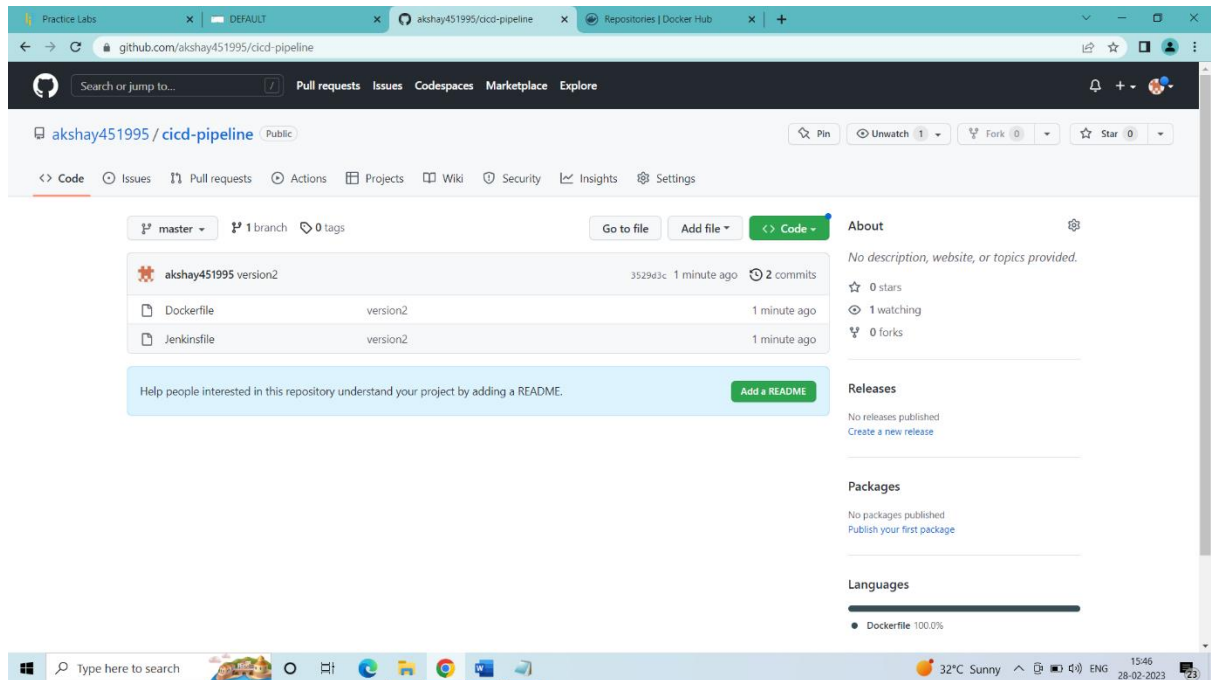 Practice Labs DEFAULT akshay451995/cicd-pipeline Repositories | Docker Hub
github.com/akshay451995/cicd-pipeline
Search or jump to... / Pull requests Issues Codespaces Marketplace Explore
akshay451995 / cicd-pipeline Public Pin Unwatch 1 Fork 0 Star 0
<> Code Issues Pull requests Actions Projects Wiki Security Insights Settings
master 1 branch 0 tags Go to file Add file <> Code
akshay451995 version2 3529d3c 1 minute ago 2 commits
Dockerfile version2 1 minute ago
Jenkinsfile version2 1 minute ago
Help people interested in this repository understand your project by adding a README. Add a README
About
No description, website, or topics provided.
0 stars
1 watching
0 forks
Releases
No releases published
Create a new release
Packages
No packages published
Publish your first package
Languages
Dockerfile 100.0%
Type here to search 32°C Sunny ENG 15:46
28-02-2023 23